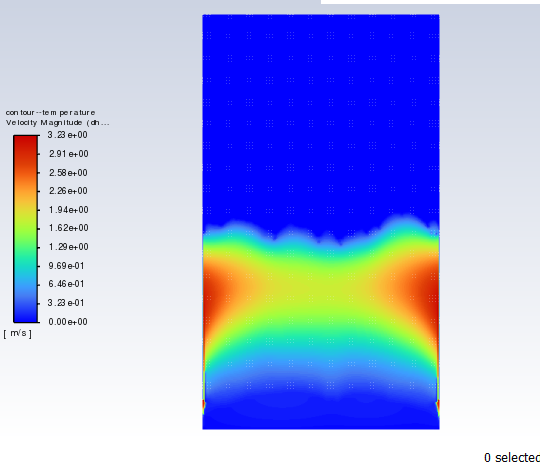 contour--temperature
Velocity Magnitude (dh...
3.23e+00
2.91e+00
2.58e+00
2.26e+00
1.94e+00
1.62e+00
1.29e+00
9.69e-01
6.46e-01
3.23e-01
0.00e+00
[ m/s ]
0 selected